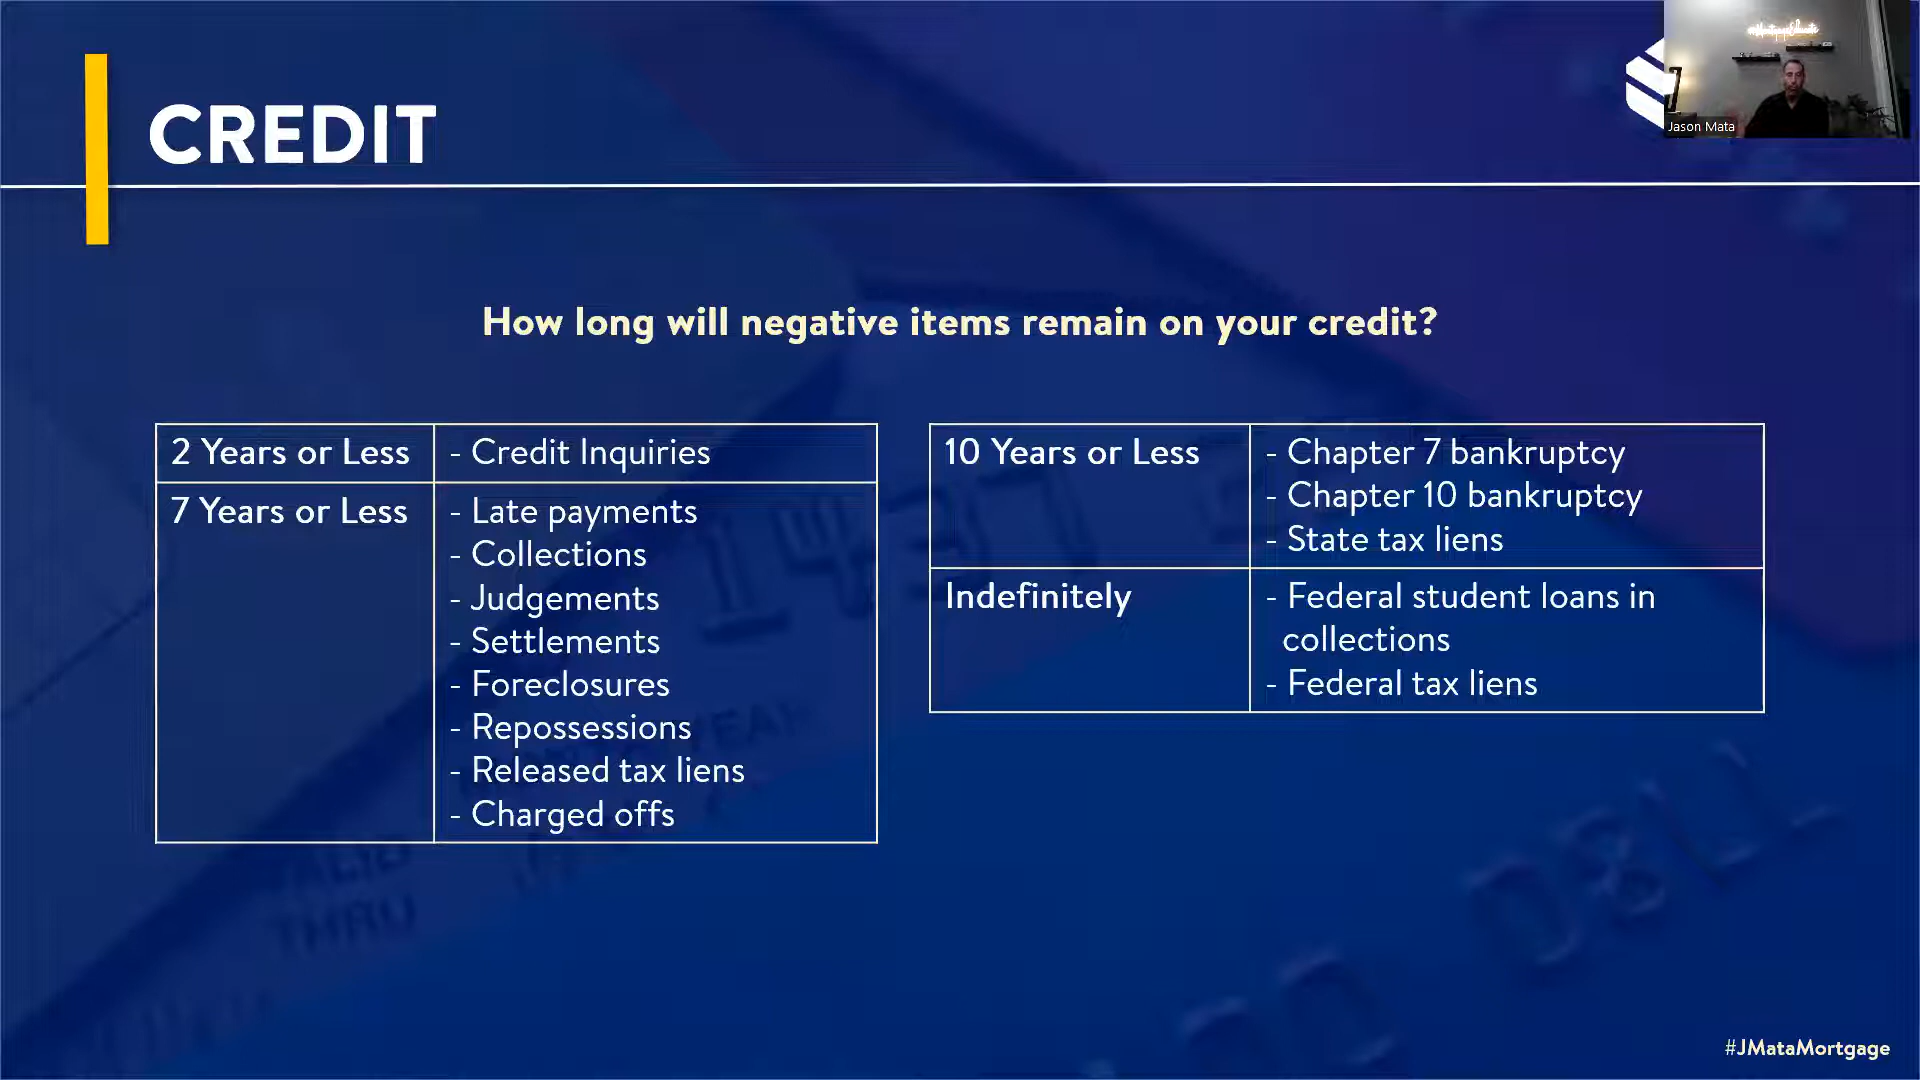 CREDIT
Jason Mata
How long will negative items remain on your credit?
2 Years or Less
- Credit Inquiries
7 Years or Less
- Late payments
- Collections
- Judgements
- Settlements
- Foreclosures
- Repossessions
- Released tax liens
- Charged offs
10 Years or Less
- Chapter 7 bankruptcy
- Chapter 10 bankruptcy
- State tax liens
Indefinitely
- Federal student loans in
collections
- Federal tax liens
VALID
THRU
#JMataMortgage